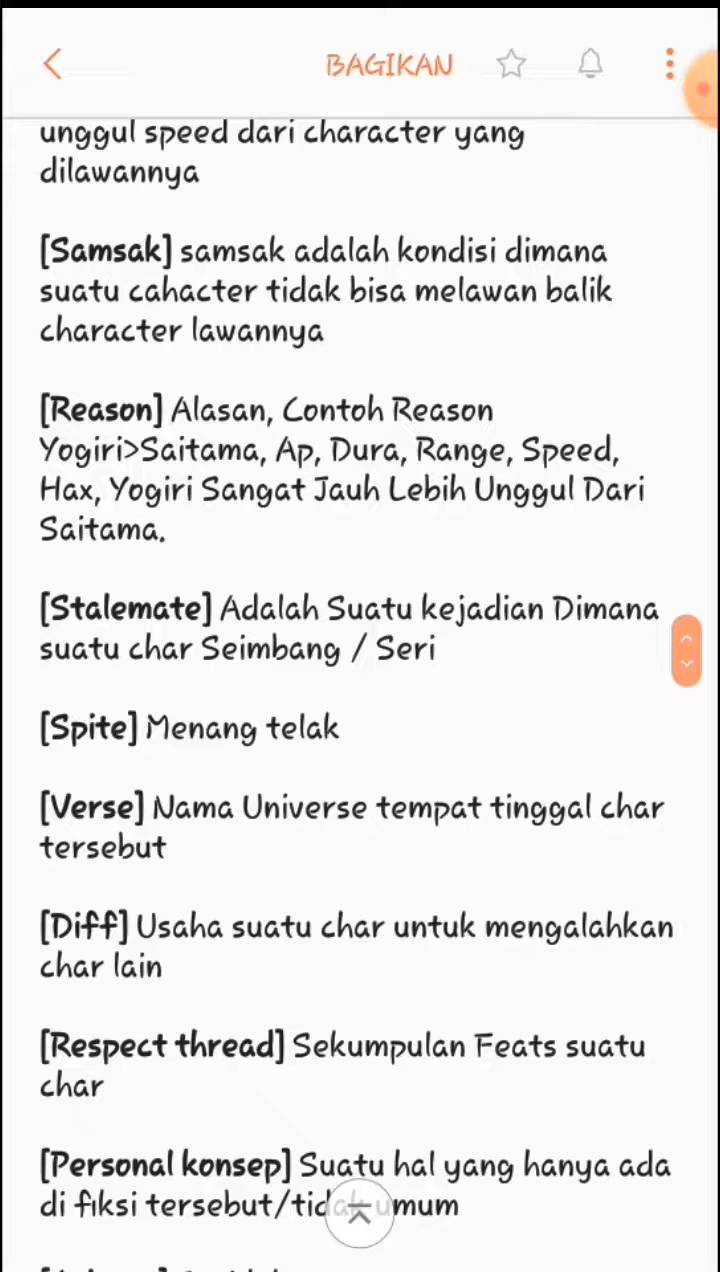 BAGIKAN
unggul speed dari character yang
dilawannya
[Samsak] samsak adalah kondisi dimana
suatu cahacter tidak bisa melawan balik
character lawannya
[Reason] Alasan, Contoh Reason
Yogiri>Saitama, Ap, Dura, Range, Speed,
Hax, Yogiri Sangat Jauh Lebih Unggul Dari
Saitama.
[Stalemate] Adalah Suatu kejadian Dimana
suatu char Seimbang / Seri
[Spite] Menang telak
[Verse] Nama Universe tempat tinggal char
tersebut
[Diff] Usaha suatu char untuk mengalahkan
char lain
[Respect thread] Sekumpulan Feats suatu
char
[Personal konsep] Suatu hal yang hanya ada
di fiksi tersebut/tidak umum